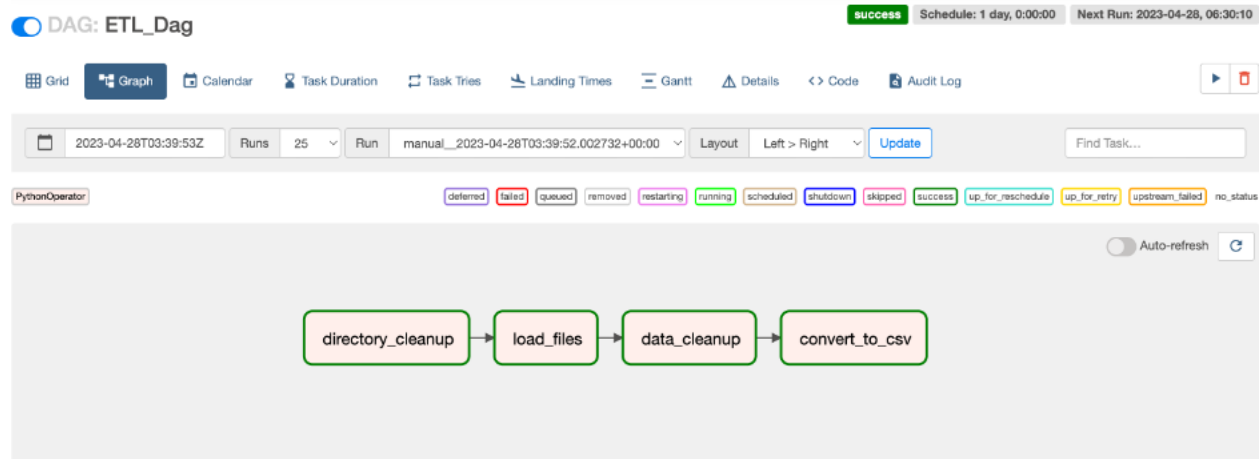 DAG: ETL_Dag
success Schedule: 1 day, 0:00:00 Next Run: 2023-04-28, 06:30:10
Grid Graph Calendar Task Duration Task Tries Landing Times Gantt Details <> Code Audit Log
2023-04-28T03:39:53Z Runs 25 Run manual__2023-04-28T03:39:52.002732+00:00 Layout Left > Right Update Find Task...
PythonOperator deferred failed queued removed restarting running scheduled shutdown skipped success up_for_reschedule up_for_retry upstream_failed no_status
Auto-refresh
directory_cleanup load_files data_cleanup convert_to_csv